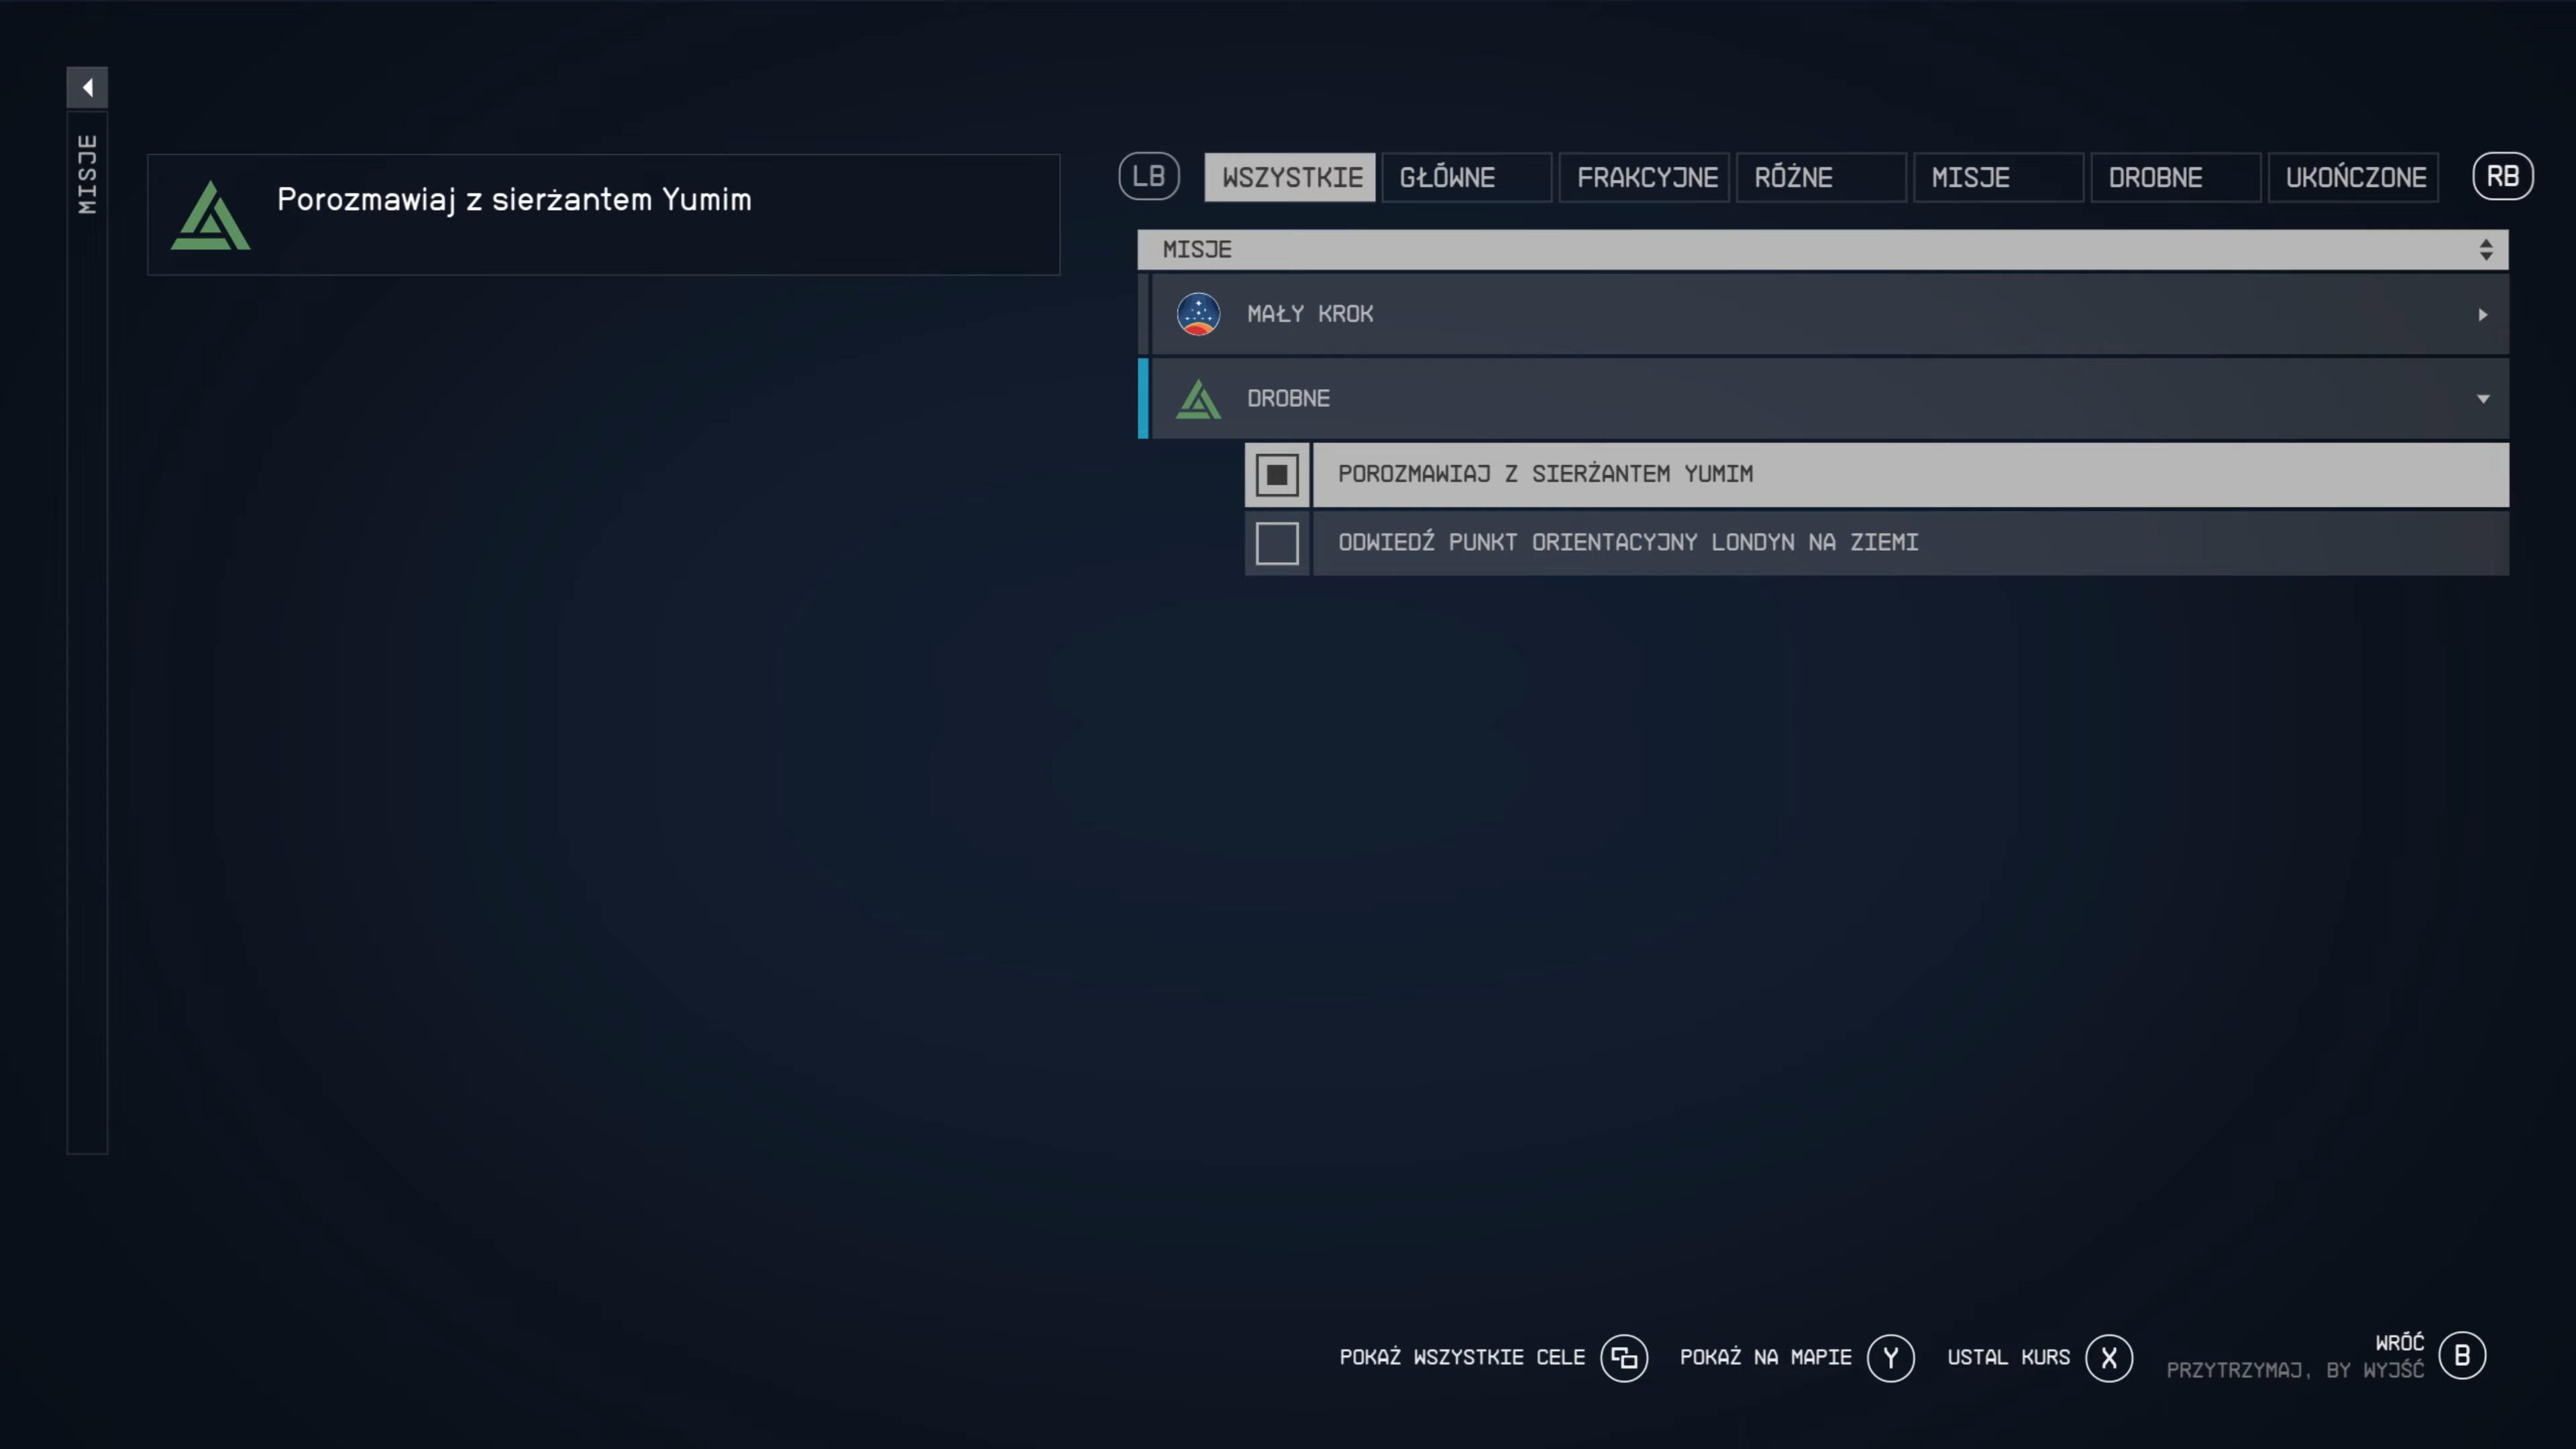 MISJE
Porozmawiaj z sierżantem Yumim
LB
WSZYSTKIE
GŁÓWNE
FRAKCYJNE
RÓŻNE
MISJE
DROBNE
UKOŃCZONE
RB
MISJE
MAŁY KROK
DROBNE
POROZMAWIAJ Z SIERŻANTEM YUMIM
ODWIEDŹ PUNKT ORIENTACYJNY LONDYN NA ZIEMI
POKAŻ WSZYSTKIE CELE
POKAŻ NA MAPIE Y
USTAL KURS X
WRÓĆ B
PRZYTRZYMAJ, BY WYJŚĆ